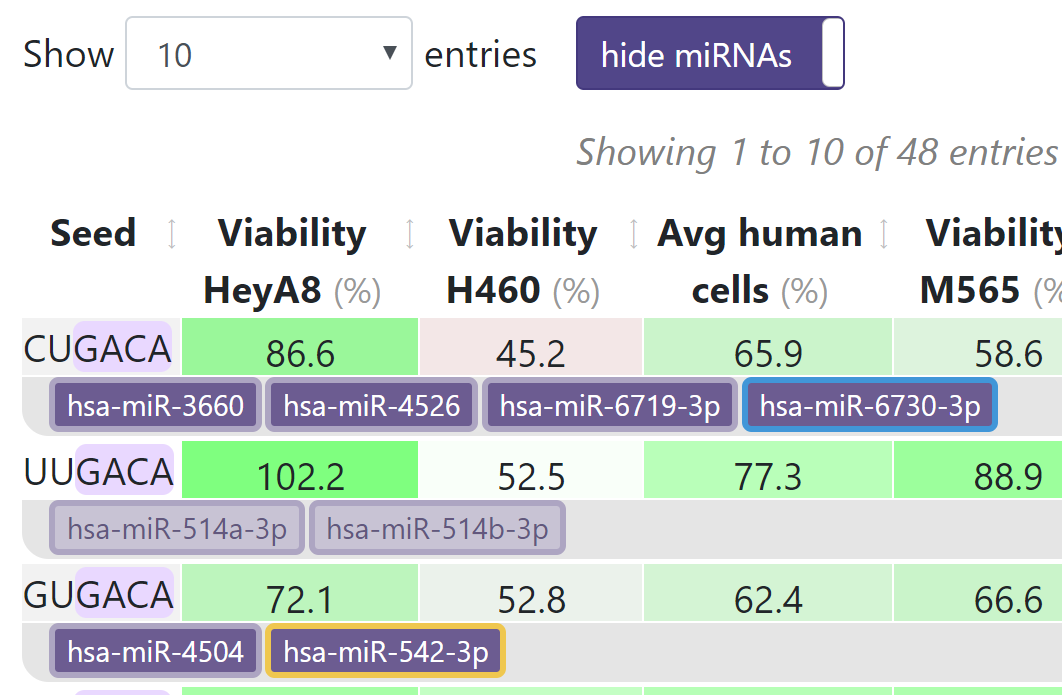 Show 10 entries hide miRNAs
Showing 1 to 10 of 48 entries
Seed Viability Viability Avg human Viability
HeyA8 (%) H460 (%) cells (%) M565 (%
CUGACA 86.6 45.2 65.9 58.6
hsa-miR-3660 hsa-miR-4526 hsa-miR-6719-3p hsa-miR-6730-3p
UUGACA 102.2 52.5 77.3 88.9
hsa-miR-514a-3p hsa-miR-514b-3p
GUGACA 72.1 52.8 62.4 66.6
hsa-miR-4504 hsa-miR-542-3p